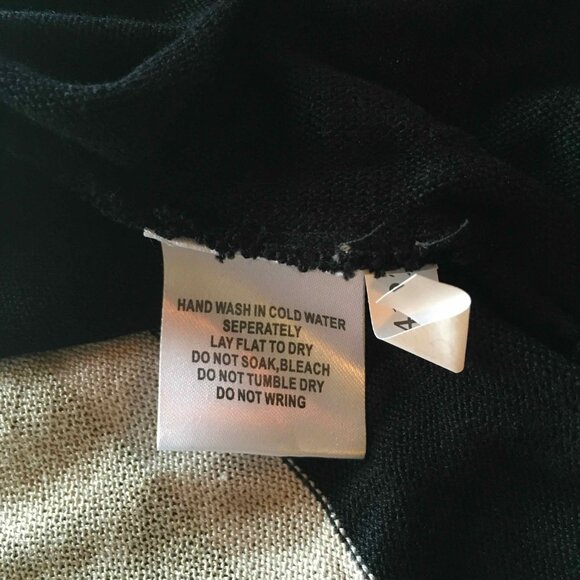 HAND WASH IN COLD WATER
SEPERATELY
LAY FLAT TO DRY
DO NOT SOAK,BLEACH
DO NOT TUMBLE DRY
DO NOT WRING